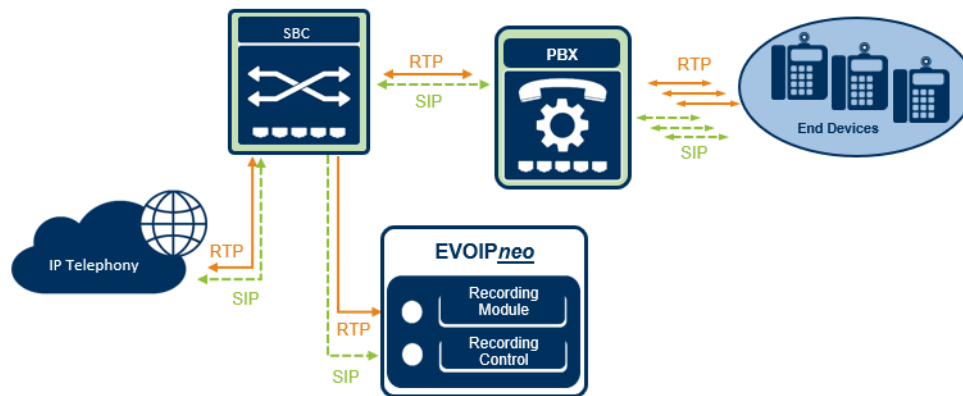 SBC
PBX
RTP
SIP
RTP
SIP
End Devices
IP Telephony
RTP
SIP
EVOIPneo
Recording
Module
Recording
Control
RTP
SIP